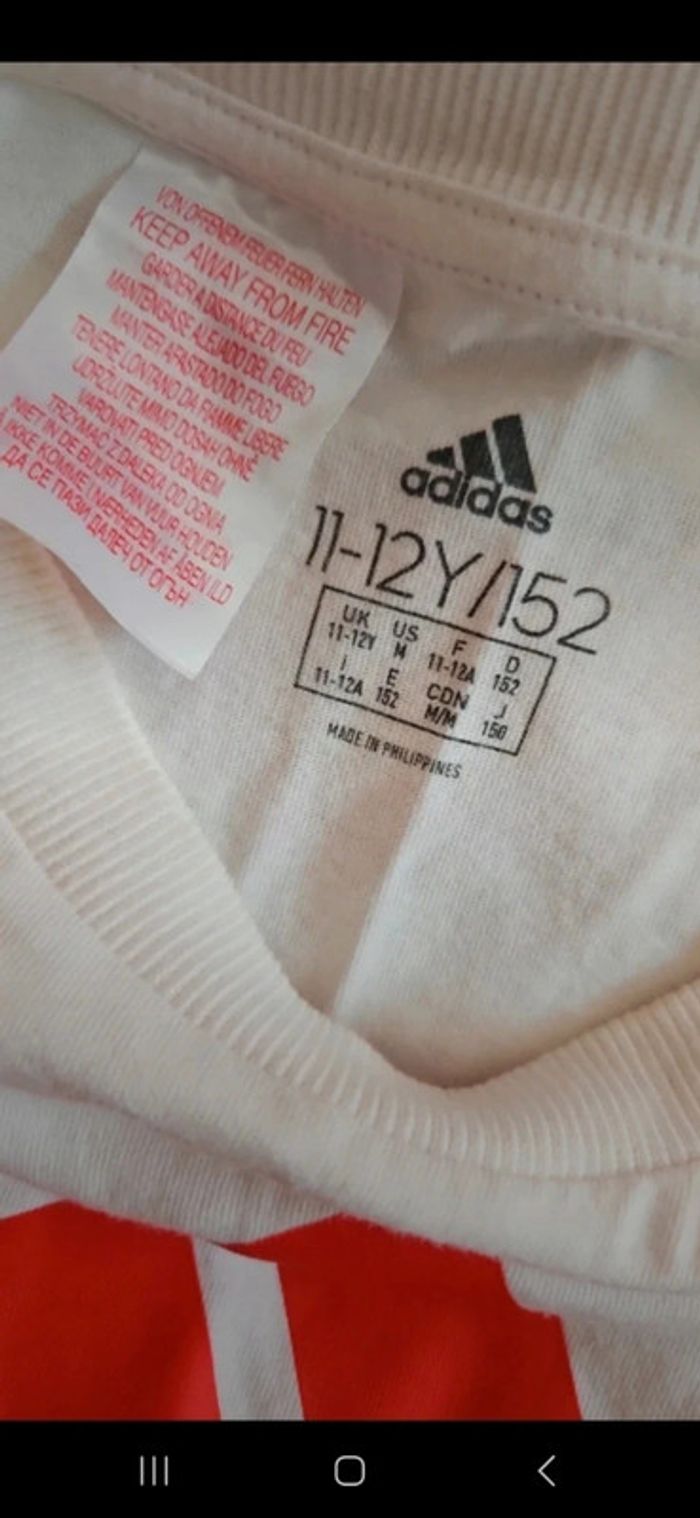 VON OFFENEM FEUER FERN HALTEN
KEEP AWAY FROM FIRE
GARDER A DISTANCE DU FEU
MANTENGASE ALEJADO DEL FUEGO
MANTER AFASTADO DO FOGO
TENERE LONTANO DA FIAMME LIBERE
UDRZUJTE MIMO DOSAH OHNĚ
VAROVAŤ PRED OGNJEM
TRZYMAĆ Z DALEKA OD OGNIA
NIET IN DE BUURT VAN VUUR HOUDEN
IKKE KOMME I NÆRHEDEN AF ÅBEN ILD
ДА СЕ ПАЗИ ДАЛЕЧ ОТ ОГЪН
adidas
11-12Y/152
UK US F D
11-12Y M 11-12A 152
I E CDN J
11-12A 152 M/M 150
MADE IN PHILIPPINES